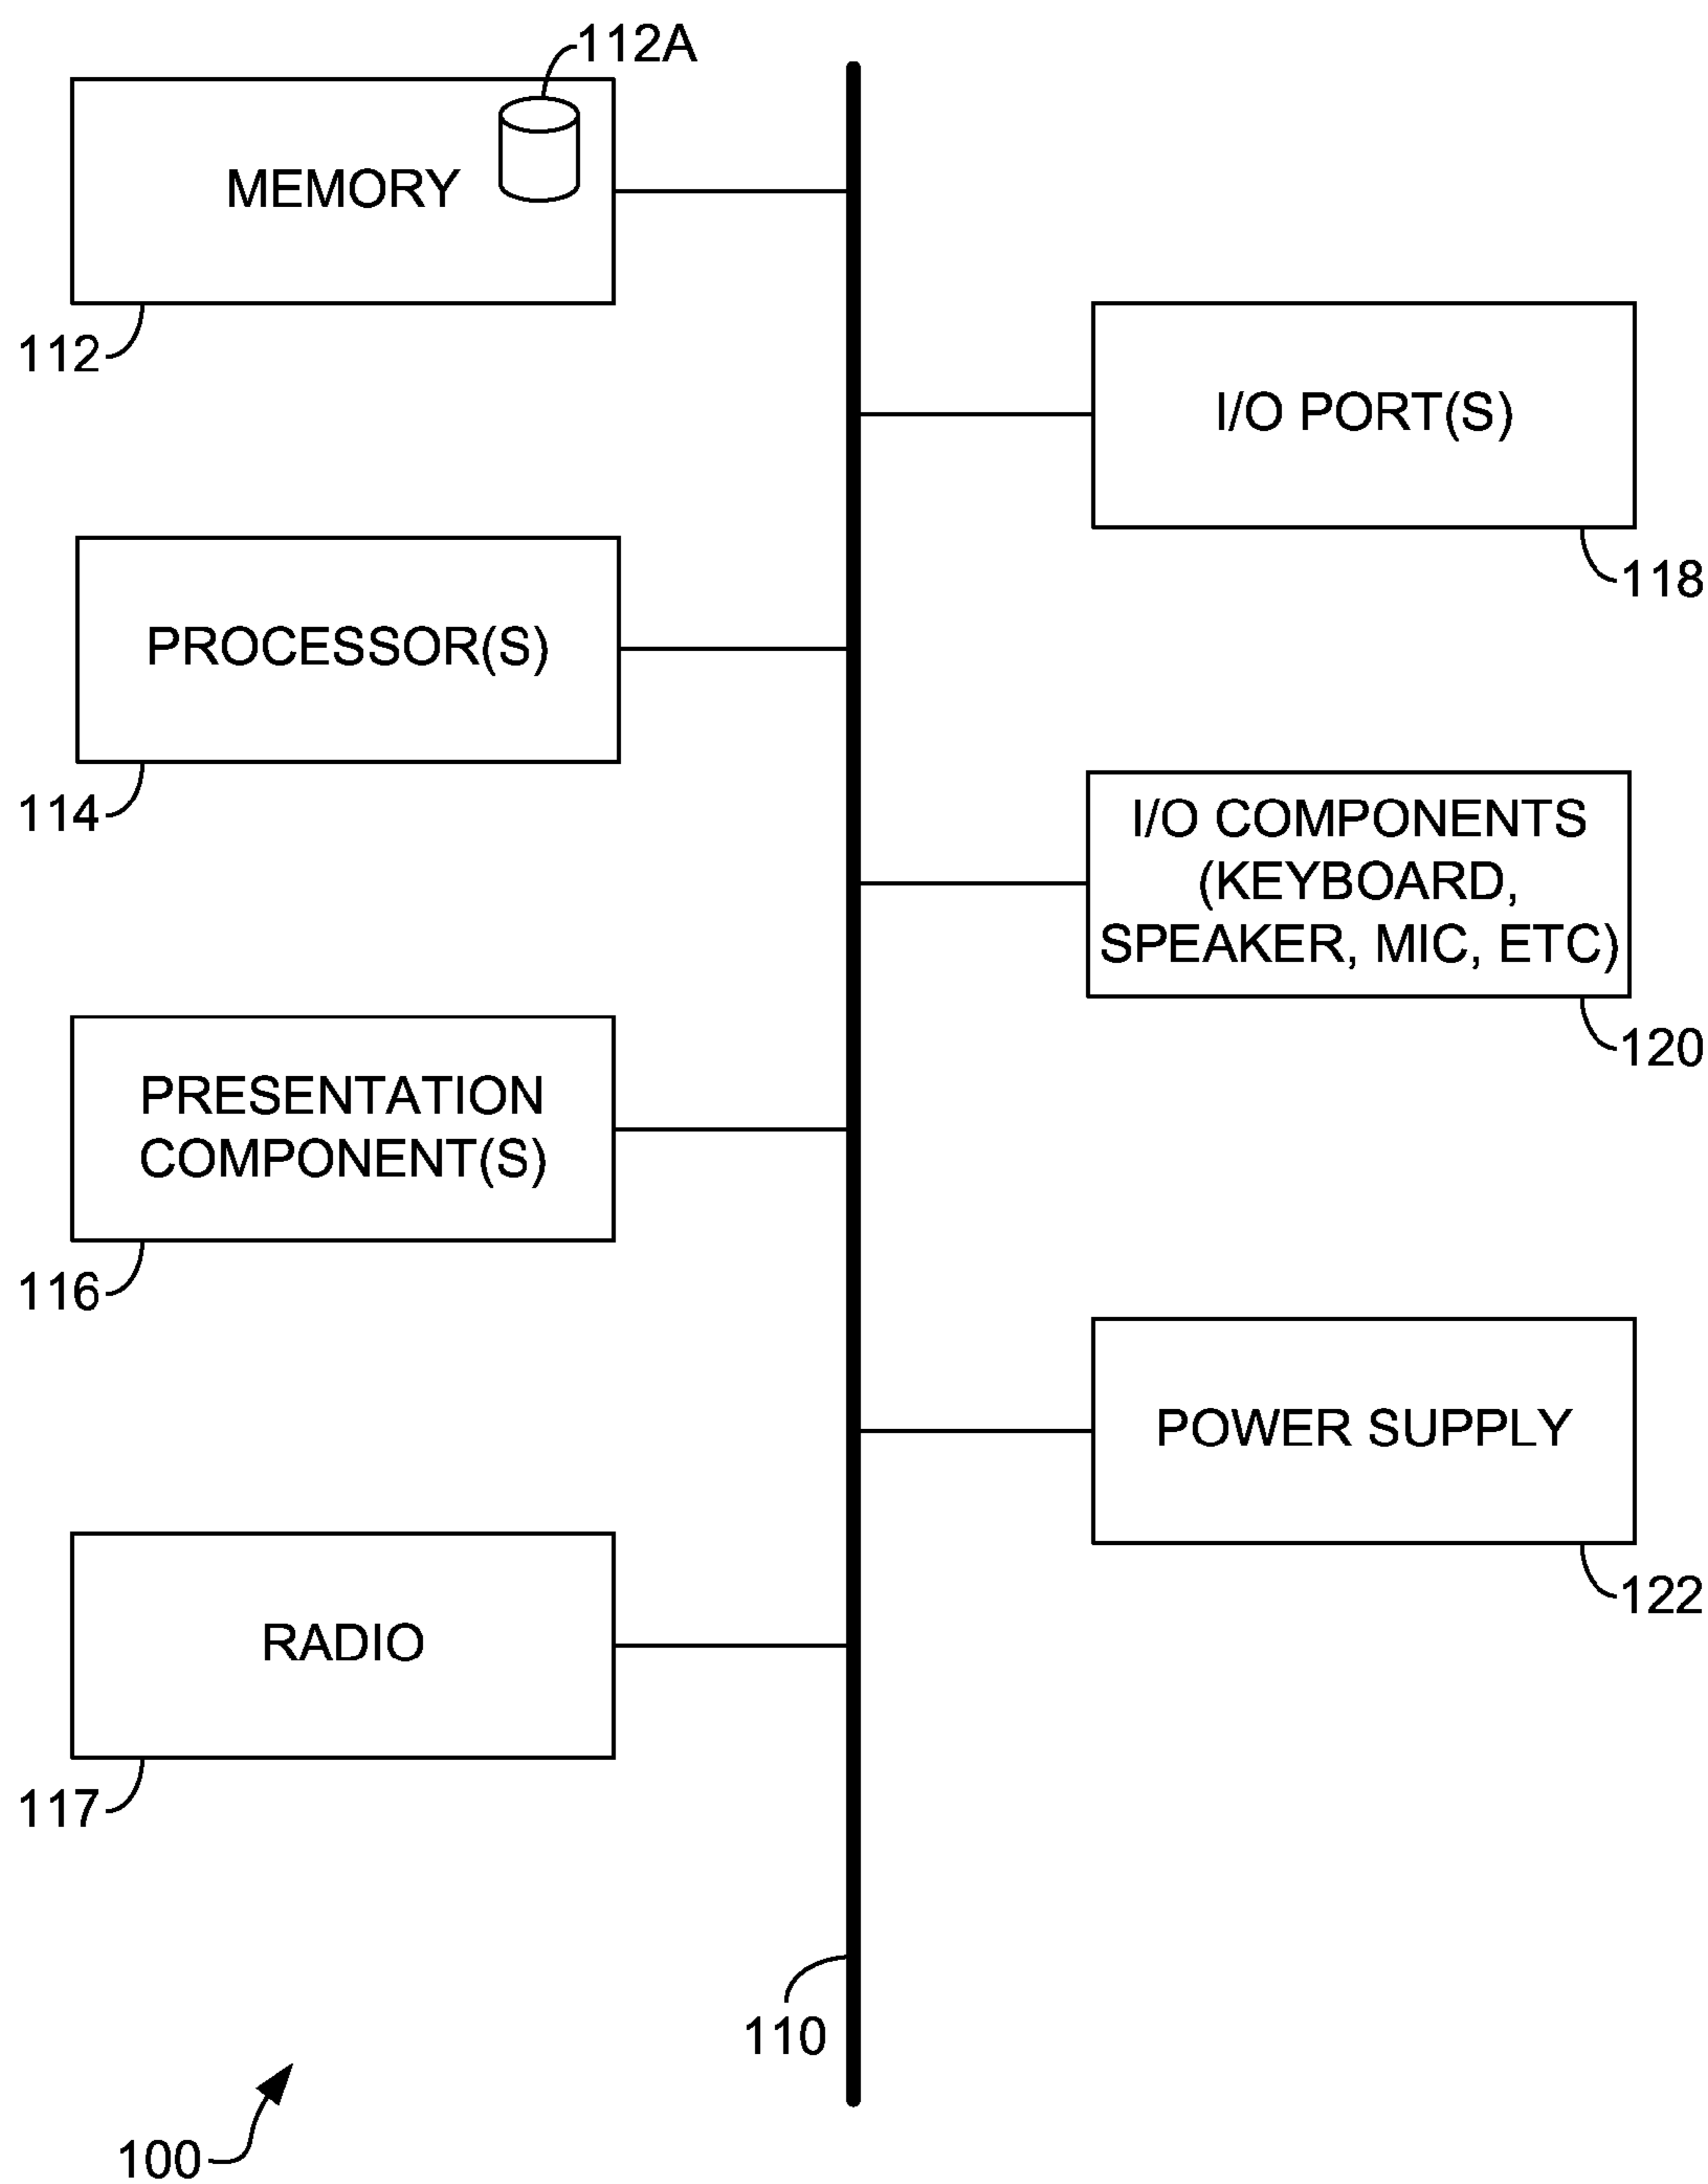 112A
MEMORY
112
I/O PORT(S)
118
PROCESSOR(S)
114
I/O COMPONENTS
(KEYBOARD,
SPEAKER, MIC, ETC)
120
PRESENTATION
COMPONENT(S)
116
POWER SUPPLY
122
RADIO
117
110
100